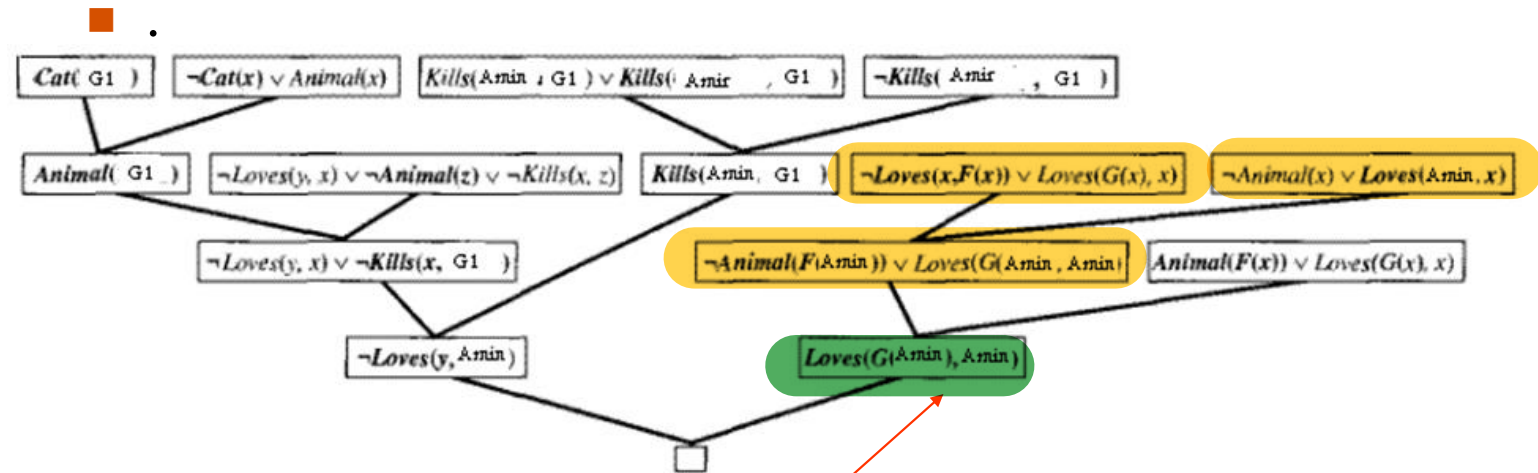 .
Cat( G1 ) ¬Cat(x) ∨ Animal(x) Kills(Amin , G1 ) ∨ Kills( Amir , G1 ) ¬Kills( Amir , G1 )
Animal( G1 ) ¬Loves(y, x) ∨ ¬Animal(z) ∨ ¬Kills(x, z) Kills(Amin, G1 ) ¬Loves(x,F(x)) ∨ Loves(G(x), x) ¬Animal(x) ∨ Loves(Amin, x)
¬Loves(y, x) ∨ ¬Kills(x, G1 ) ¬Animal(F(Amin)) ∨ Loves(G(Amin, Amin) Animal(F(x)) ∨ Loves(G(x), x)
¬Loves(y, Amin) Loves(G(Amin), Amin)